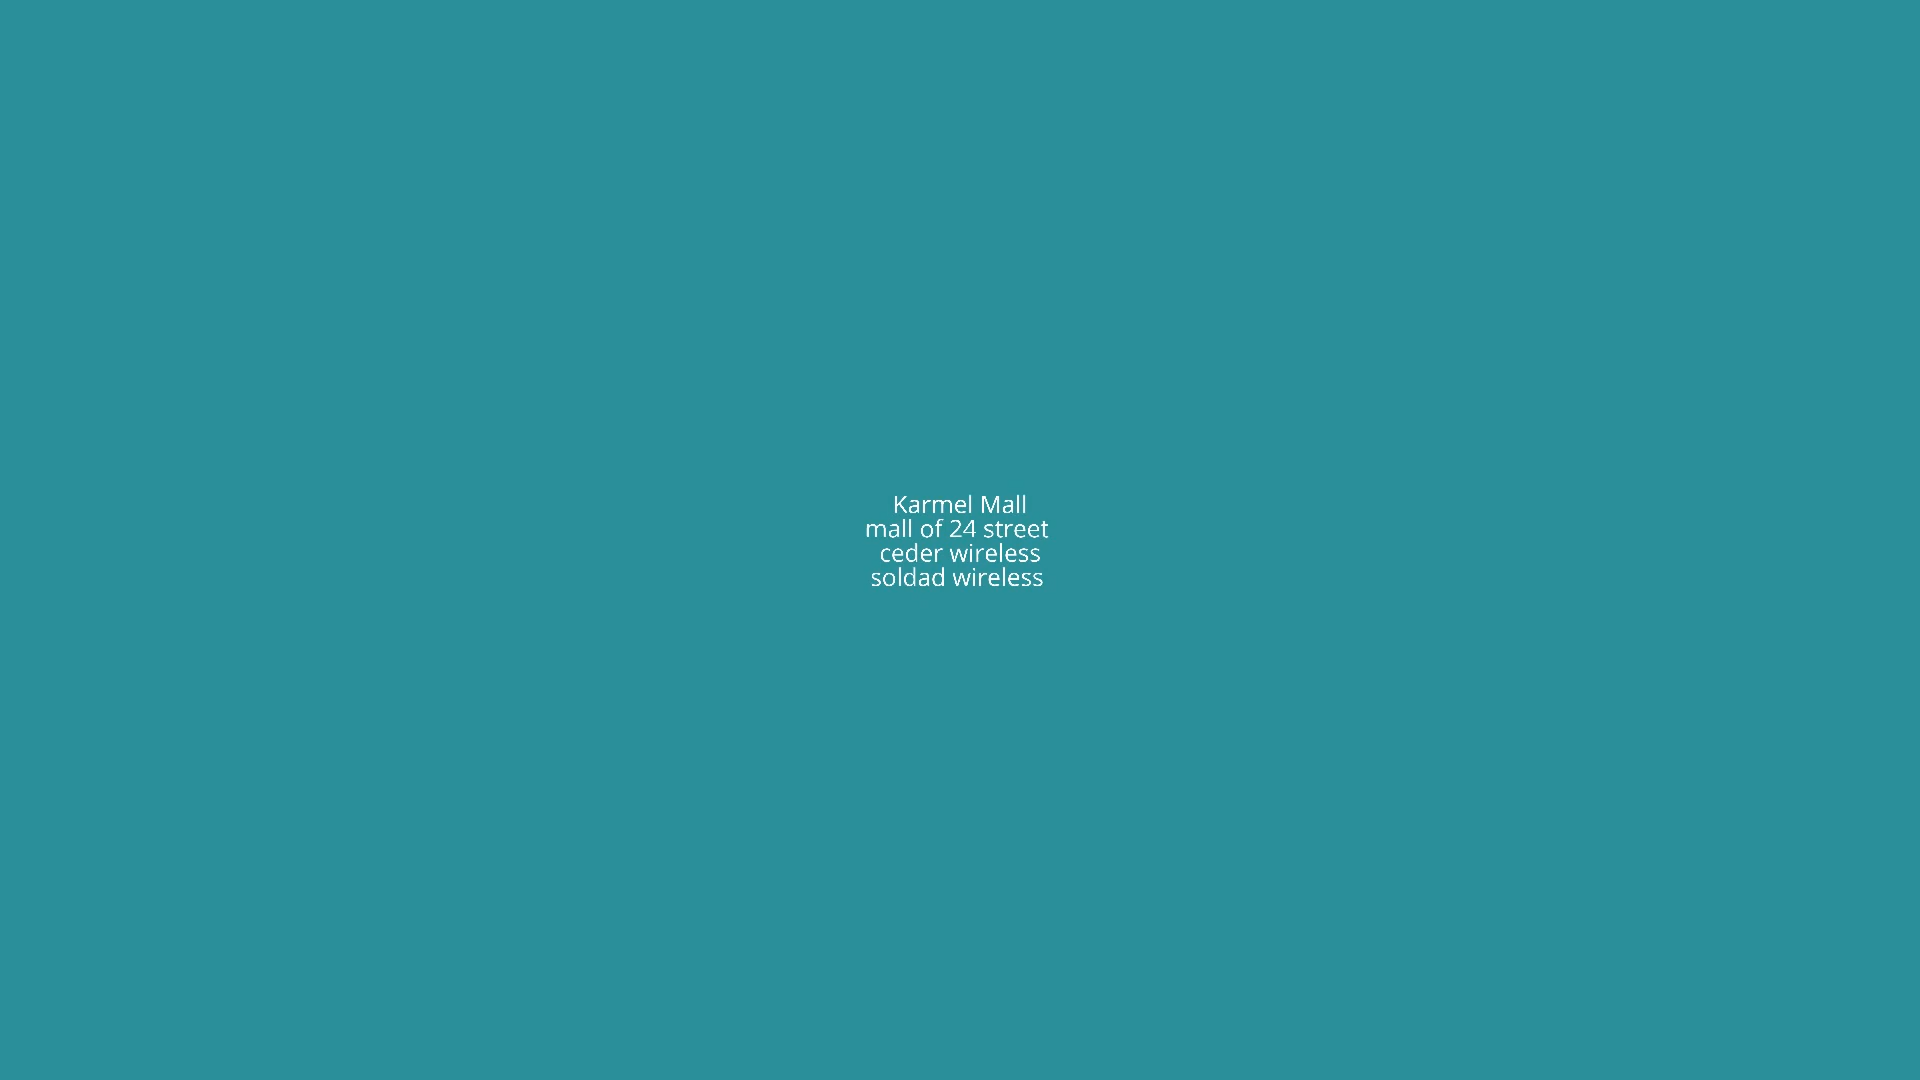 Karmel Mall
mall of 24 street
ceder wireless
soldad wireless